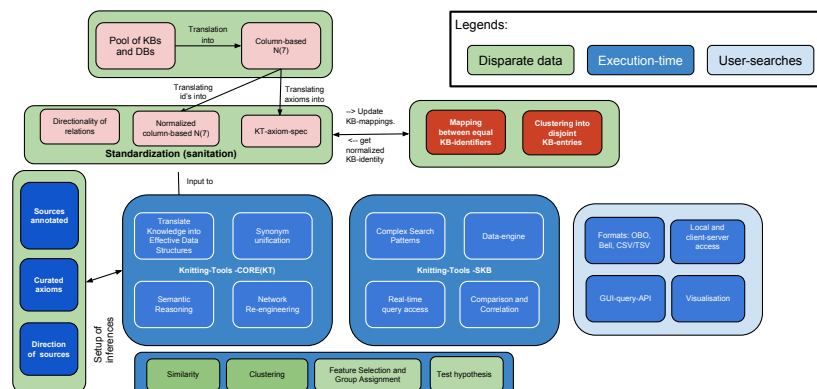 Pool of KBs
and DBs
Translation
into
Column-based
N(7)
Legends:
Disparate data
Execution-time
User-searches
Translating
id's into
Translating
axioms into
Directionality of
relations
Normalized
column-based N(7)
KT-axiom-spec
Standardization (sanitation)
--> Update
KB-mappings.
<-- get
normalized
KB-identity
Mapping
between equal
KB-identifiers
Clustering into
disjoint
KB-entries
Input to
Sources
annotated
Curated
axioms
Direction
of sources
Setup of
inferences
Translate
Knowledge into
Effective Data
Structures
Synonym
unification
Knitting-Tools -CORE(KT)
Semantic
Reasoning
Network
Re-engineering
Complex Search
Patterns
Data-engine
Knitting-Tools -SKB
Real-time
query access
Comparison and
Correlation
Formats: OBO,
Bell, CSV/TSV
Local and
client-server
access
GUI-query-API
Visualisation
Similarity
Clustering
Feature Selection and
Group Assignment
Test hypothesis